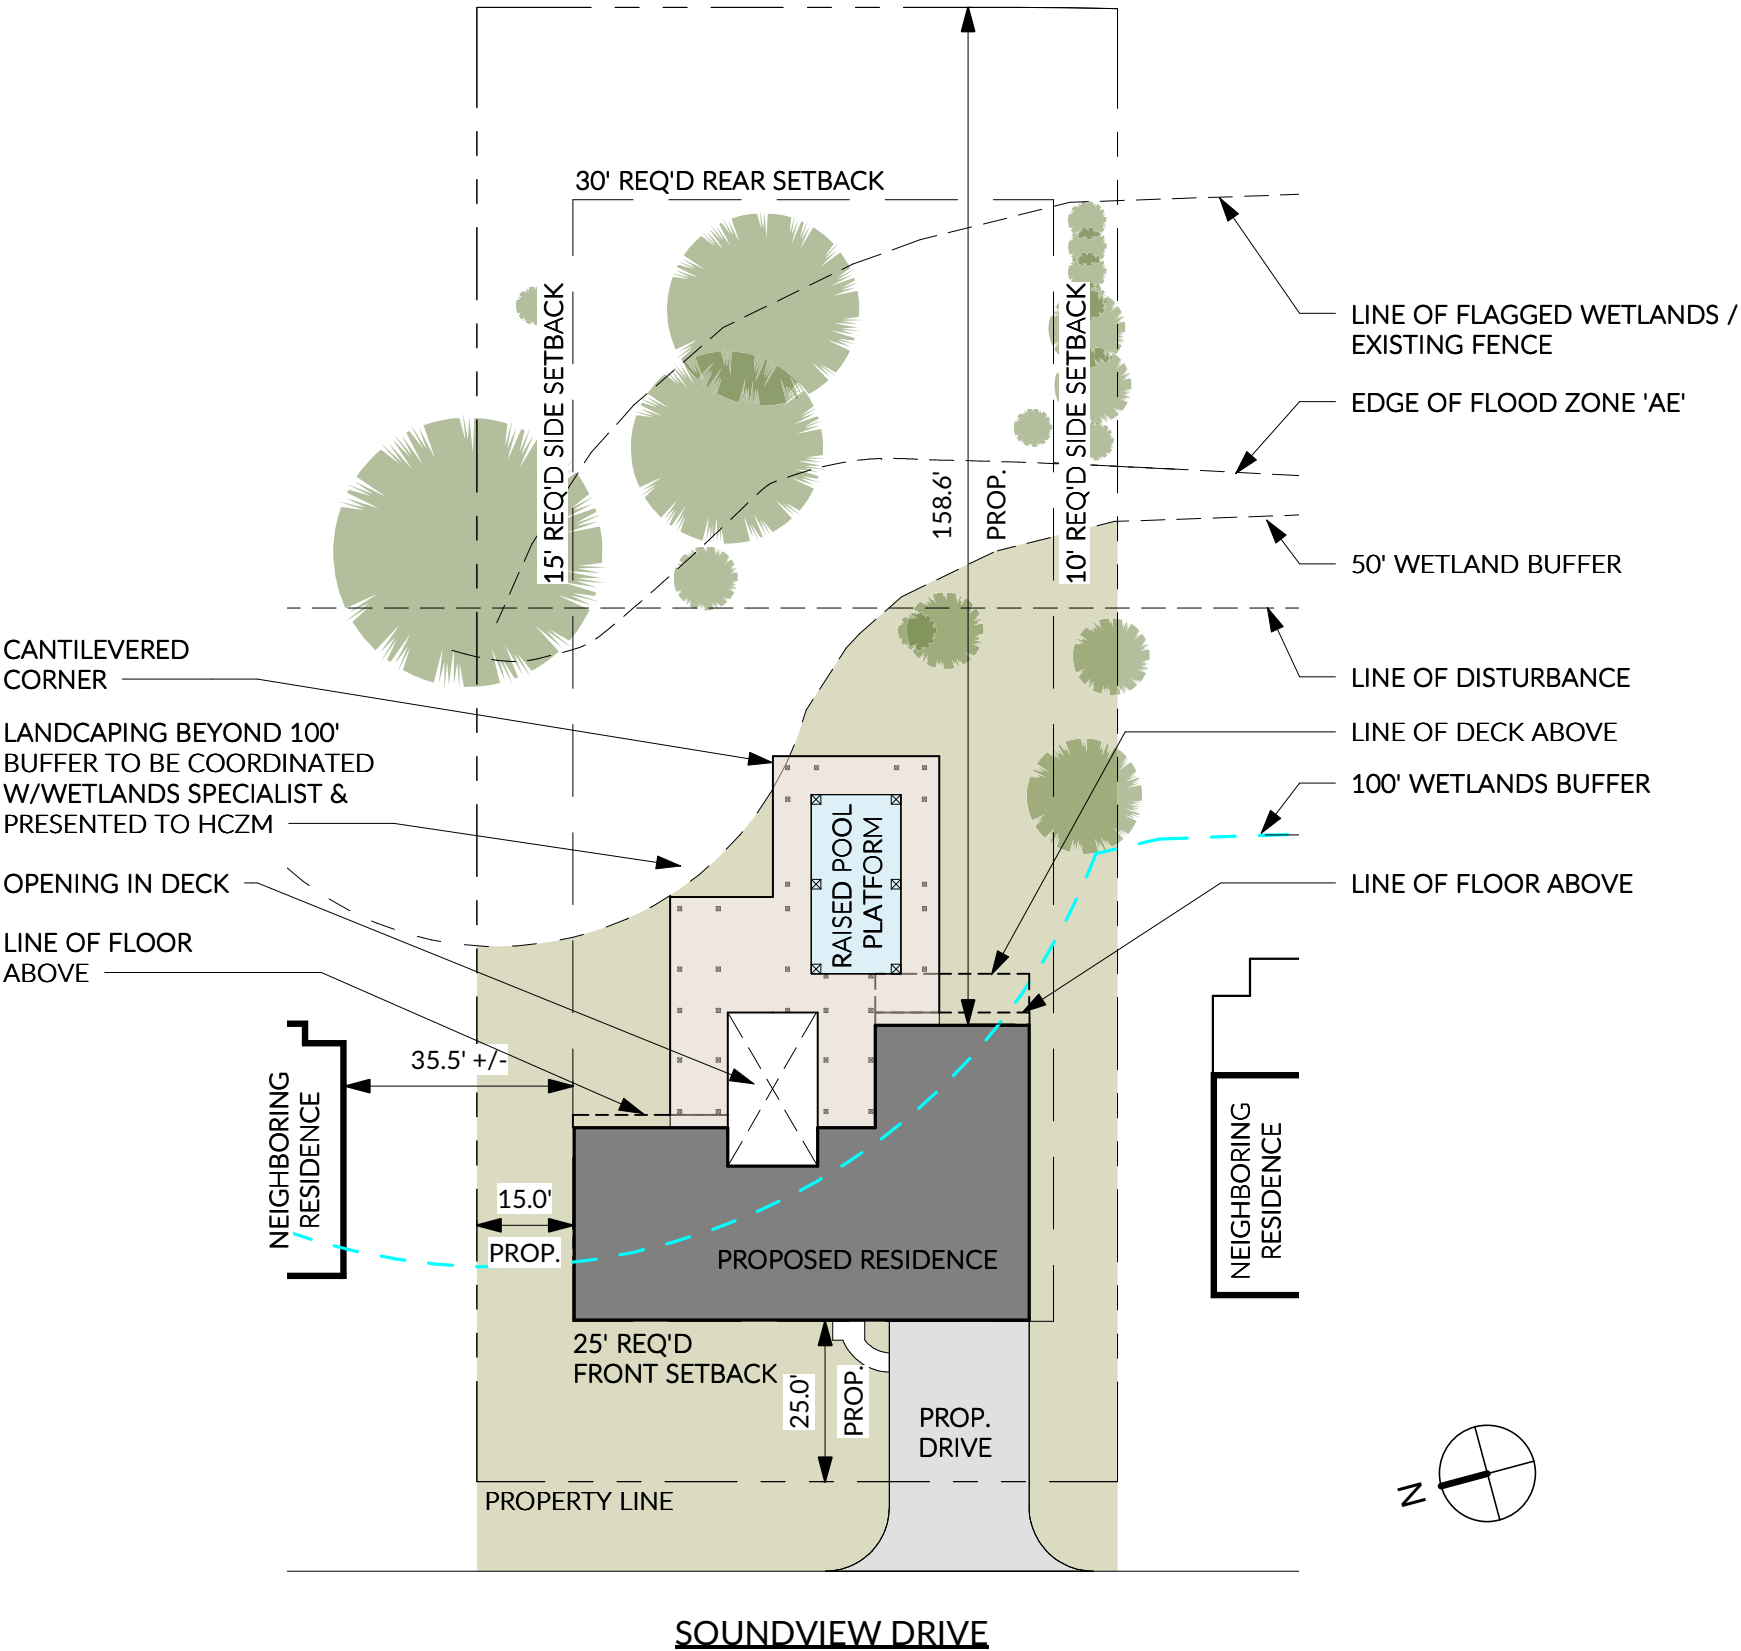 30' REQ'D REAR SETBACK
15' REQ'D SIDE SETBACK
10' REQ'D SIDE SETBACK
158.6'
PROP.
LINE OF FLAGGED WETLANDS /
EXISTING FENCE
EDGE OF FLOOD ZONE 'AE'
50' WETLAND BUFFER
LINE OF DISTURBANCE
LINE OF DECK ABOVE
100' WETLANDS BUFFER
LINE OF FLOOR ABOVE
CANTILEVERED
CORNER
LANDCAPING BEYOND 100'
BUFFER TO BE COORDINATED
W/WETLANDS SPECIALIST &
PRESENTED TO HCZM
OPENING IN DECK
LINE OF FLOOR
ABOVE
RAISED POOL
PLATFORM
35.5' +/-
NEIGHBORING
RESIDENCE
NEIGHBORING
RESIDENCE
15.0'
PROP.
PROPOSED RESIDENCE
25' REQ'D
FRONT SETBACK
25.0'
PROP.
PROP.
DRIVE
PROPERTY LINE
N
SOUNDVIEW DRIVE